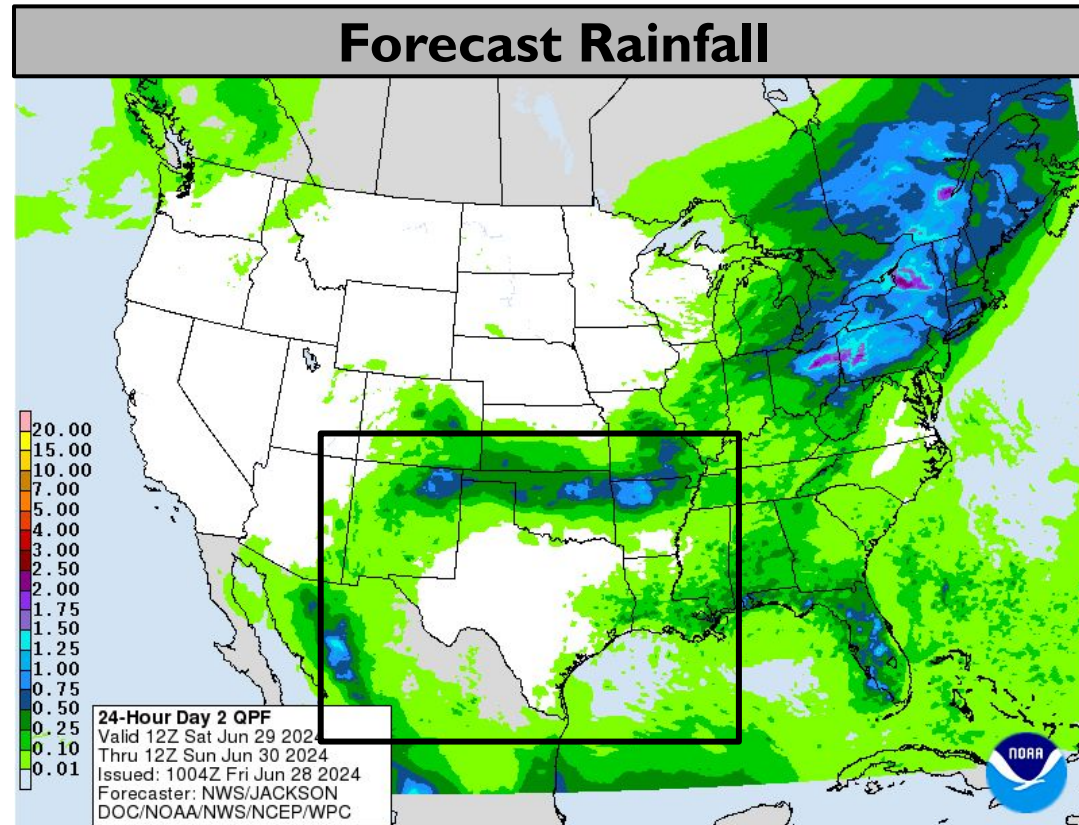 Forecast Rainfall
20.00
15.00
10.00
7.00
5.00
4.00
3.00
2.50
2.00
1.75
1.50
1.25
1.00
0.75
0.50
0.25
0.10
0.01
24-Hour Day 2 QPF
Valid 12Z Sat Jun 29 2024
Thru 12Z Sun Jun 30 2024
Issued: 1004Z Fri Jun 28 2024
Forecaster: NWS/JACKSON
DOC/NOAA/NWS/NCEP/WPC
NOAA